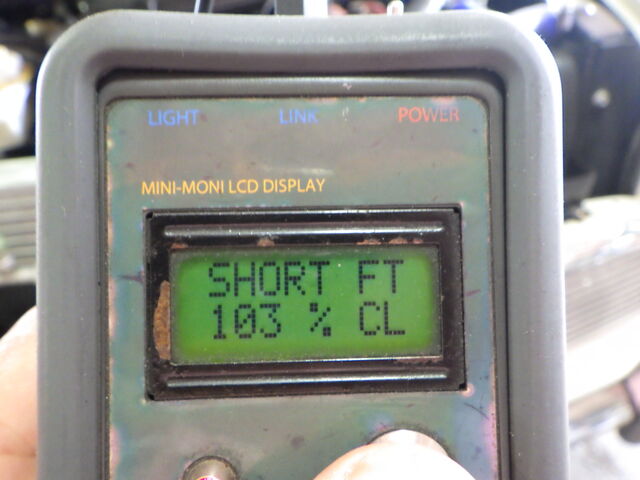 LIGHT LINK POWER
MINI-MONI LCD DISPLAY
SHORT FT
103 % CL